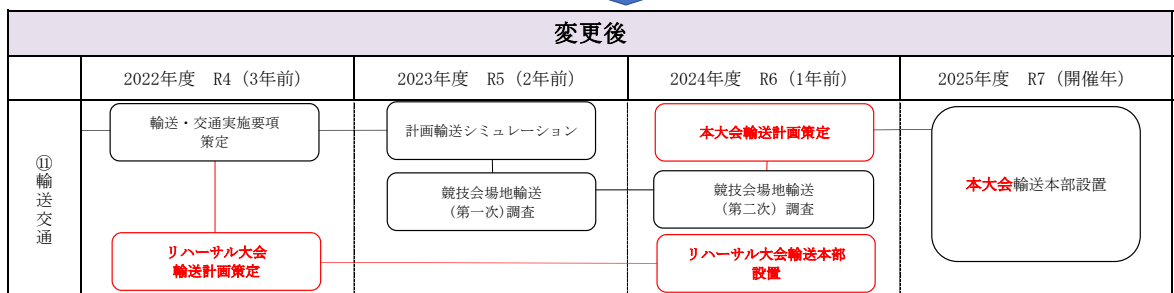 変更後
2022年度　R4（3年前）
2023年度　R5（2年前）
2024年度　R6（1年前）
2025年度　R7（開催年）
⑪輸送交通
輸送・交通実施要項
策定
リハーサル大会
輸送計画策定
計画輸送シミュレーション
競技会場地輸送
(第一次)調査
本大会輸送計画策定
競技会場地輸送
（第二次）調査
リハーサル大会輸送本部
設置
本大会輸送本部設置